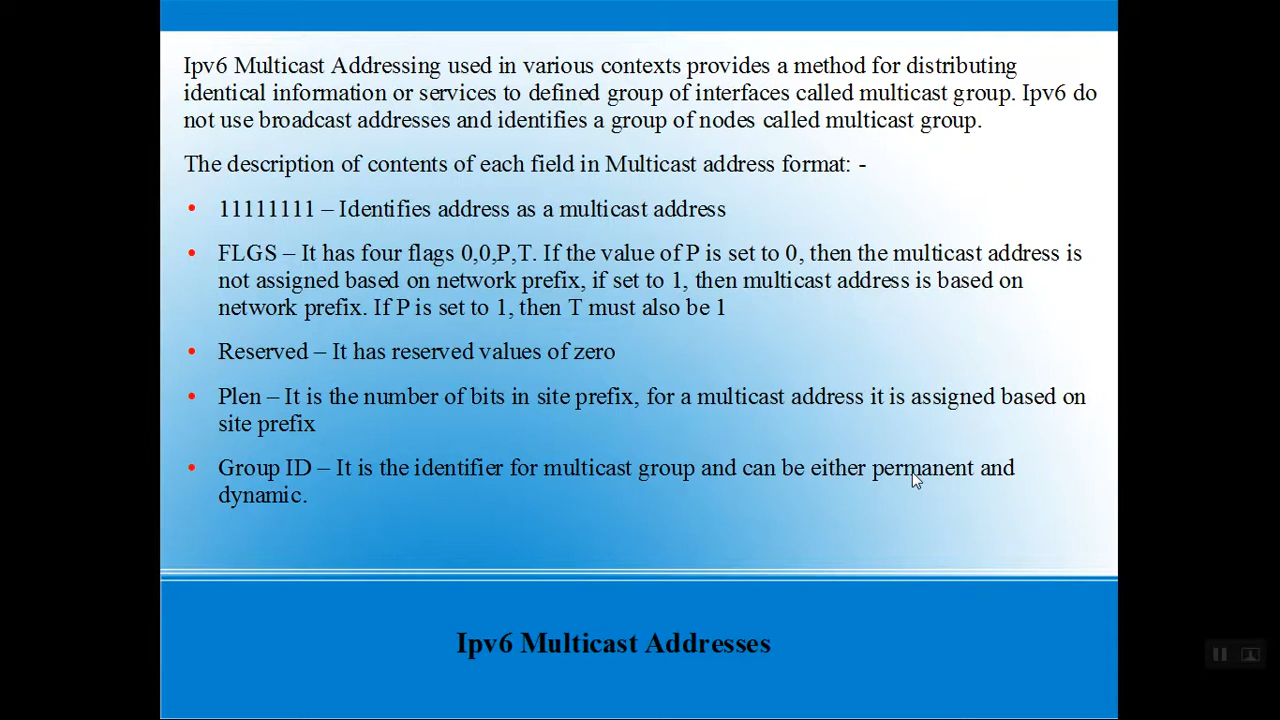 Ipv6 Multicast Addressing used in various contexts provides a method for distributing
identical information or services to defined group of interfaces called multicast group. Ipv6 do
not use broadcast addresses and identifies a group of nodes called multicast group.
The description of contents of each field in Multicast address format: -
• 11111111 – Identifies address as a multicast address
• FLGS – It has four flags 0,0,P,T. If the value of P is set to 0, then the multicast address is
not assigned based on network prefix, if set to 1, then multicast address is based on
network prefix. If P is set to 1, then T must also be 1
• Reserved – It has reserved values of zero
• Plen – It is the number of bits in site prefix, for a multicast address it is assigned based on
site prefix
• Group ID – It is the identifier for multicast group and can be either permanent and
dynamic.
Ipv6 Multicast Addresses